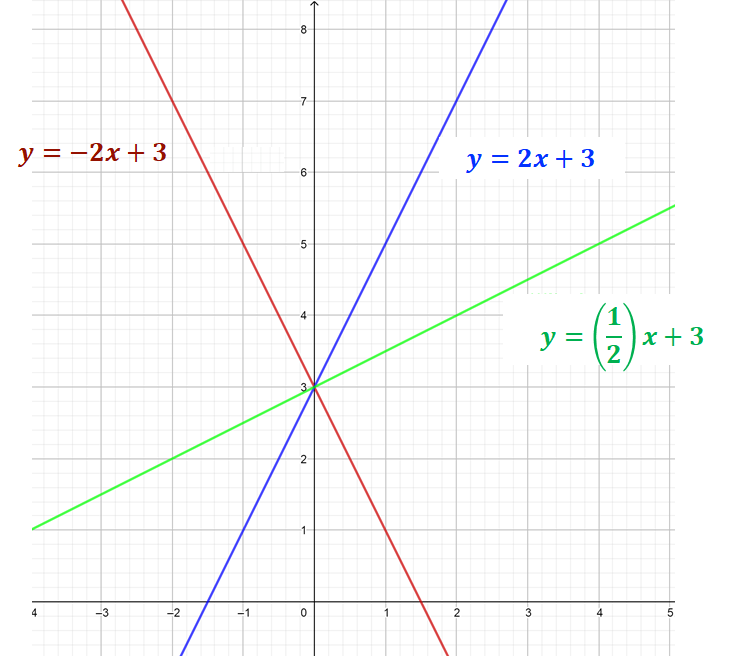 8
7
y = −2x + 3
y = 2x + 3
6
5
4
y = (1/2) x + 3
3
2
1
4 −3 −2 −1 0 1 2 3 4 5